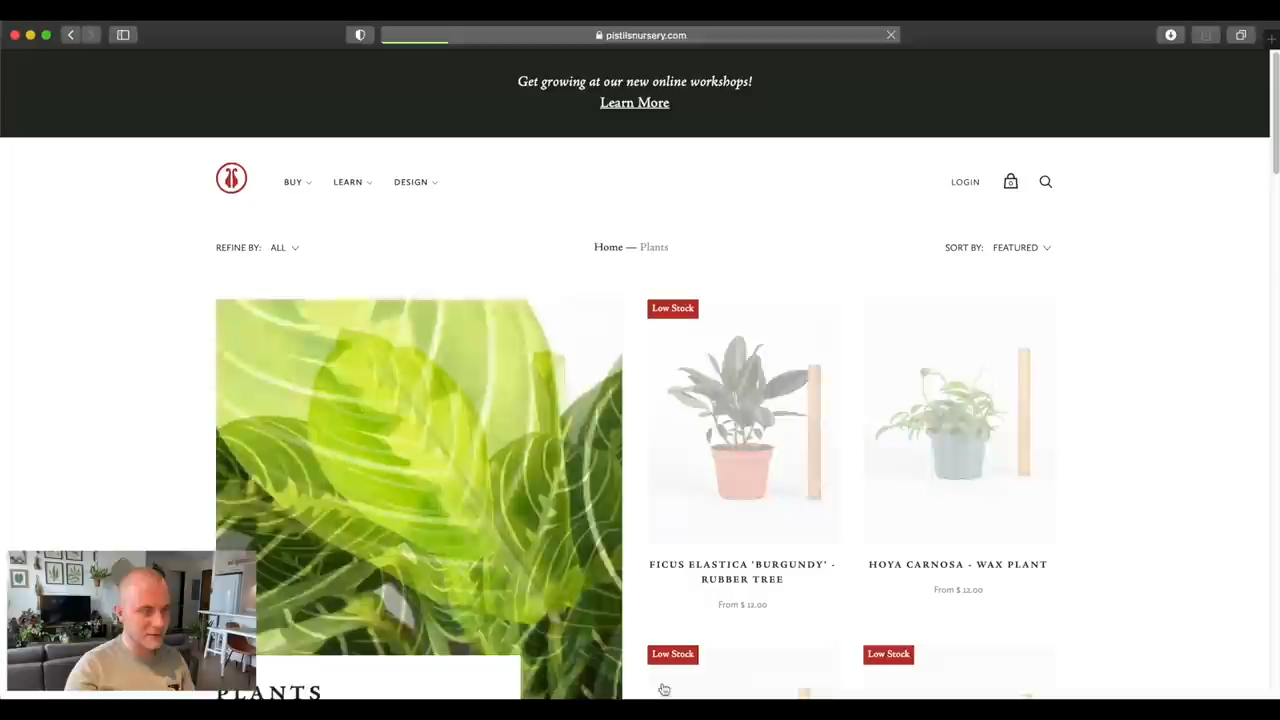 pistilsnursery.com
Get growing at our new online workshops!
Learn More
BUY
LEARN
DESIGN
LOGIN
0
REFINE BY: ALL
Home — Plants
SORT BY: FEATURED
Low Stock
FICUS ELASTICA 'BURGUNDY' -
RUBBER TREE
From $ 12.00
HOYA CARNOSA - WAX PLANT
From $ 12.00
Low Stock
Low Stock
PLANTS